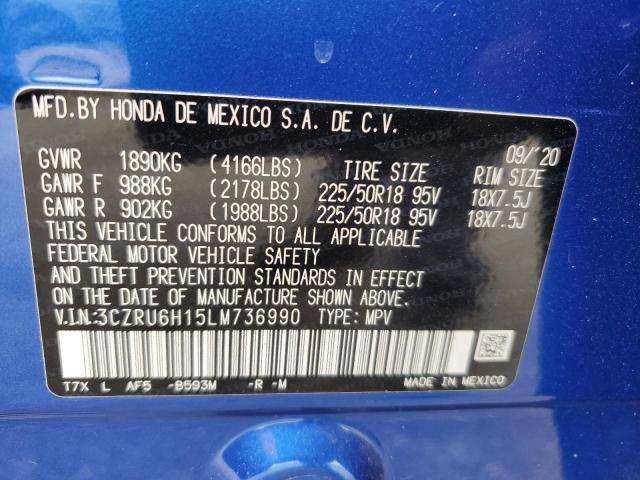 MFD.BY HONDA DE MEXICO S.A. DE C.V.
09/'20
GVWR 1890KG (4166LBS) TIRE SIZE RIM SIZE
GAWR F 988KG (2178LBS) 225/50R18 95V 18X7.5J
GAWR R 902KG (1988LBS) 225/50R18 95V 18X7.5J
THIS VEHICLE CONFORMS TO ALL APPLICABLE
FEDERAL MOTOR VEHICLE SAFETY
AND THEFT PREVENTION STANDARDS IN EFFECT
ON THE DATE OF MANUFACTURE SHOWN ABOVE.
V.I.N.:3CZRU6H15LM736990 TYPE: MPV
T7X L AF5 -B593M -R -M
MADE IN MEXICO